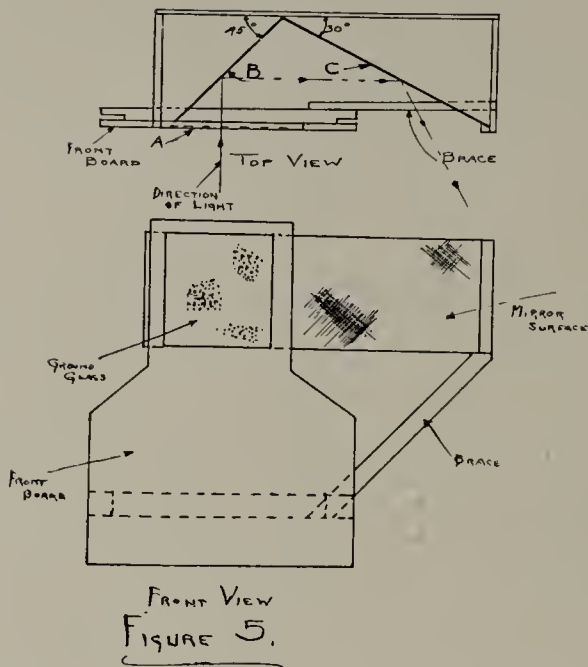 45°
30°
B
C
A
FRONT
BOARD
TOP VIEW
BRACE
DIRECTION
OF LIGHT
MIRROR
SURFACE
GROUND
GLASS
FRONT
BOARD
BRACE
FRONT VIEW
FIGURE 5.